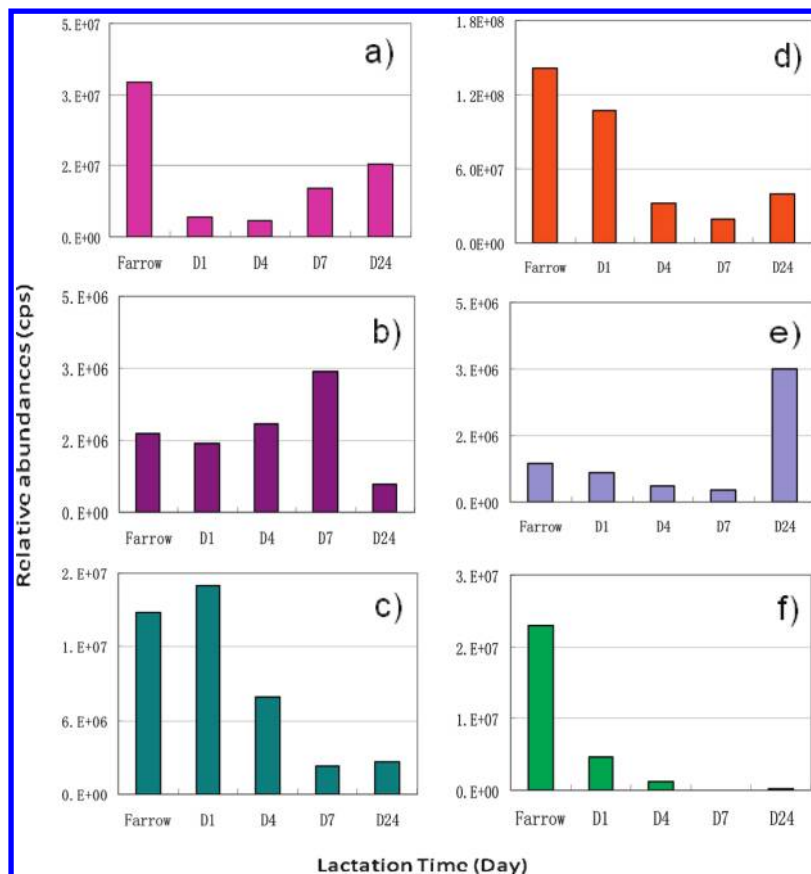 Relative abundances (cps)
a)
5.E+07
3.E+07
2.E+07
0.E+00
Farrow D1 D4 D7 D24
d)
1.8E+08
1.2E+08
6.0E+07
0.0E+00
Farrow D1 D4 D7 D24
b)
5.E+06
3.E+06
2.E+06
0.E+00
Farrow D1 D4 D7 D24
e)
5.E+06
3.E+06
2.E+06
0.E+00
Farrow D1 D4 D7 D24
c)
2.E+07
1.E+07
6.E+06
0.E+00
Farrow D1 D4 D7 D24
f)
3.E+07
2.E+07
1.E+07
0.E+00
Farrow D1 D4 D7 D24
Lactation Time (Day)